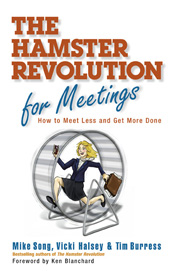 THE
HAMSTER
REVOLUTION
for Meetings
How to Meet Less and Get More Done
Mike Song, Vicki Halsey & Tim Burress
Bestselling authors of The Hamster Revolution
Foreword by Ken Blanchard